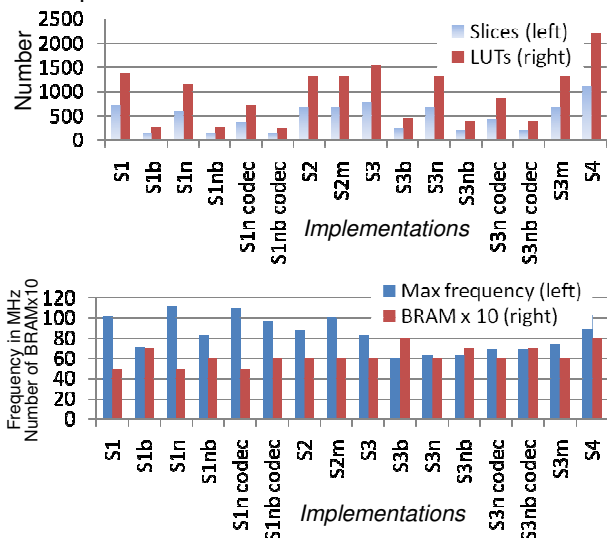 2500
2000
1500
1000
500
0
Number
Slices (left)
LUTs (right)
S1
S1b
S1n
S1nb
S1n codec
S1nb codec
S2
S2m
S3
S3b
S3n
S3nb
S3n codec
S3nb codec
S3m
S4
Implementations
120
100
80
60
40
20
0
Frequency in MHz
Number of BRAMx10
Max frequency (left)
BRAM x 10 (right)
S1
S1b
S1n
S1nb
S1n codec
S1nb codec
S2
S2m
S3
S3b
S3n
S3nb
S3n codec
S3nb codec
S3m
S4
Implementations